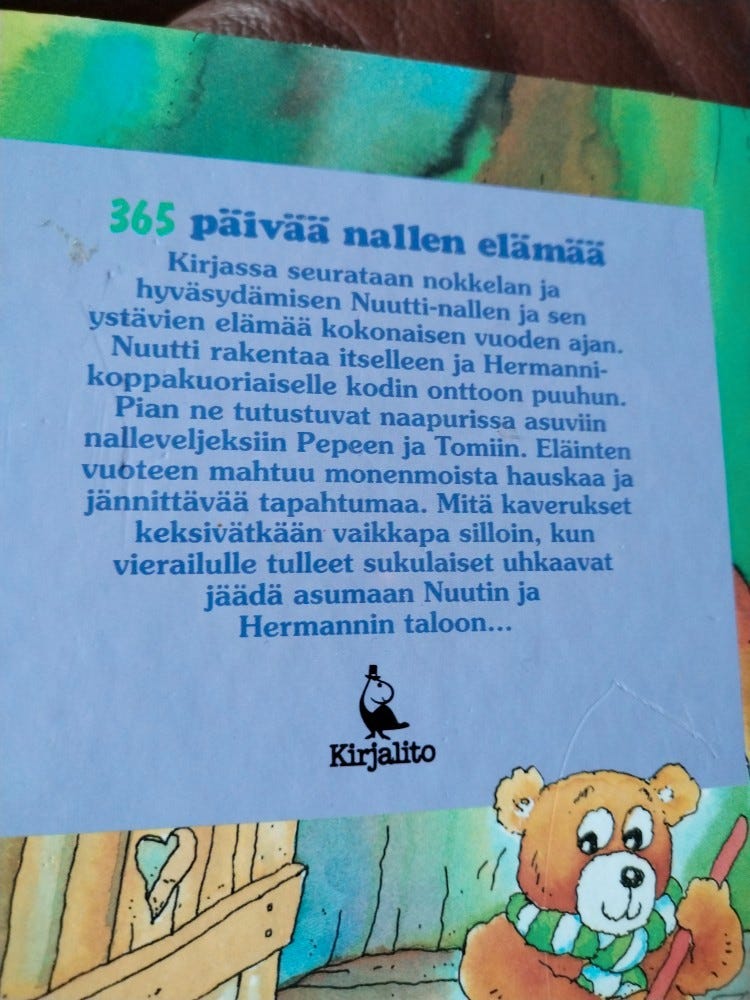 365 päivää nallen elämää
Kirjassa seurataan nokkelan ja
hyväsydämisen Nuutti-nallen ja sen
ystävien elämää kokonaisen vuoden ajan.
Nuutti rakentaa itselleen ja Hermanni-
koppakuoriaiselle kodin onttoon puuhun.
Pian ne tutustuvat naapurissa asuviin
nalleveljeksiin Pepeen ja Tomiin. Eläinten
vuoteen mahtuu monenmoista hauskaa ja
jännittävää tapahtumaa. Mitä kaverukset
keksivätkään vaikkapa silloin, kun
vierailulle tulleet sukulaiset uhkaavat
jäädä asumaan Nuutin ja
Hermannin taloon...
Kirjalito